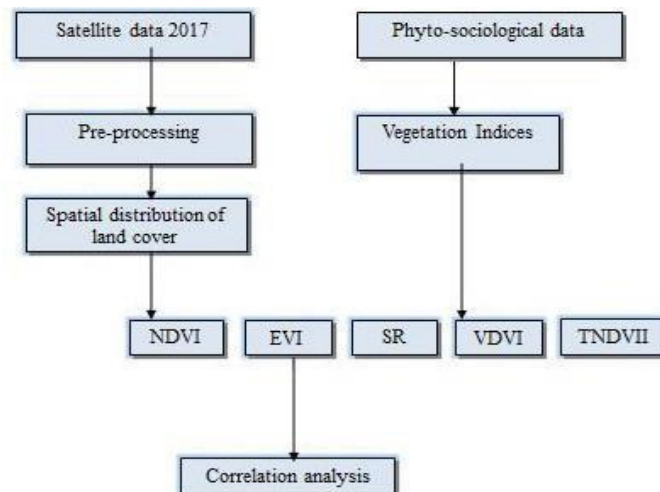 Satellite data 2017
Phyto-sociological data
Pre-processing
Vegetation Indices
Spatial distribution of
land cover
NDVI
EVI
SR
VDVI
TNDVII
Correlation analysis